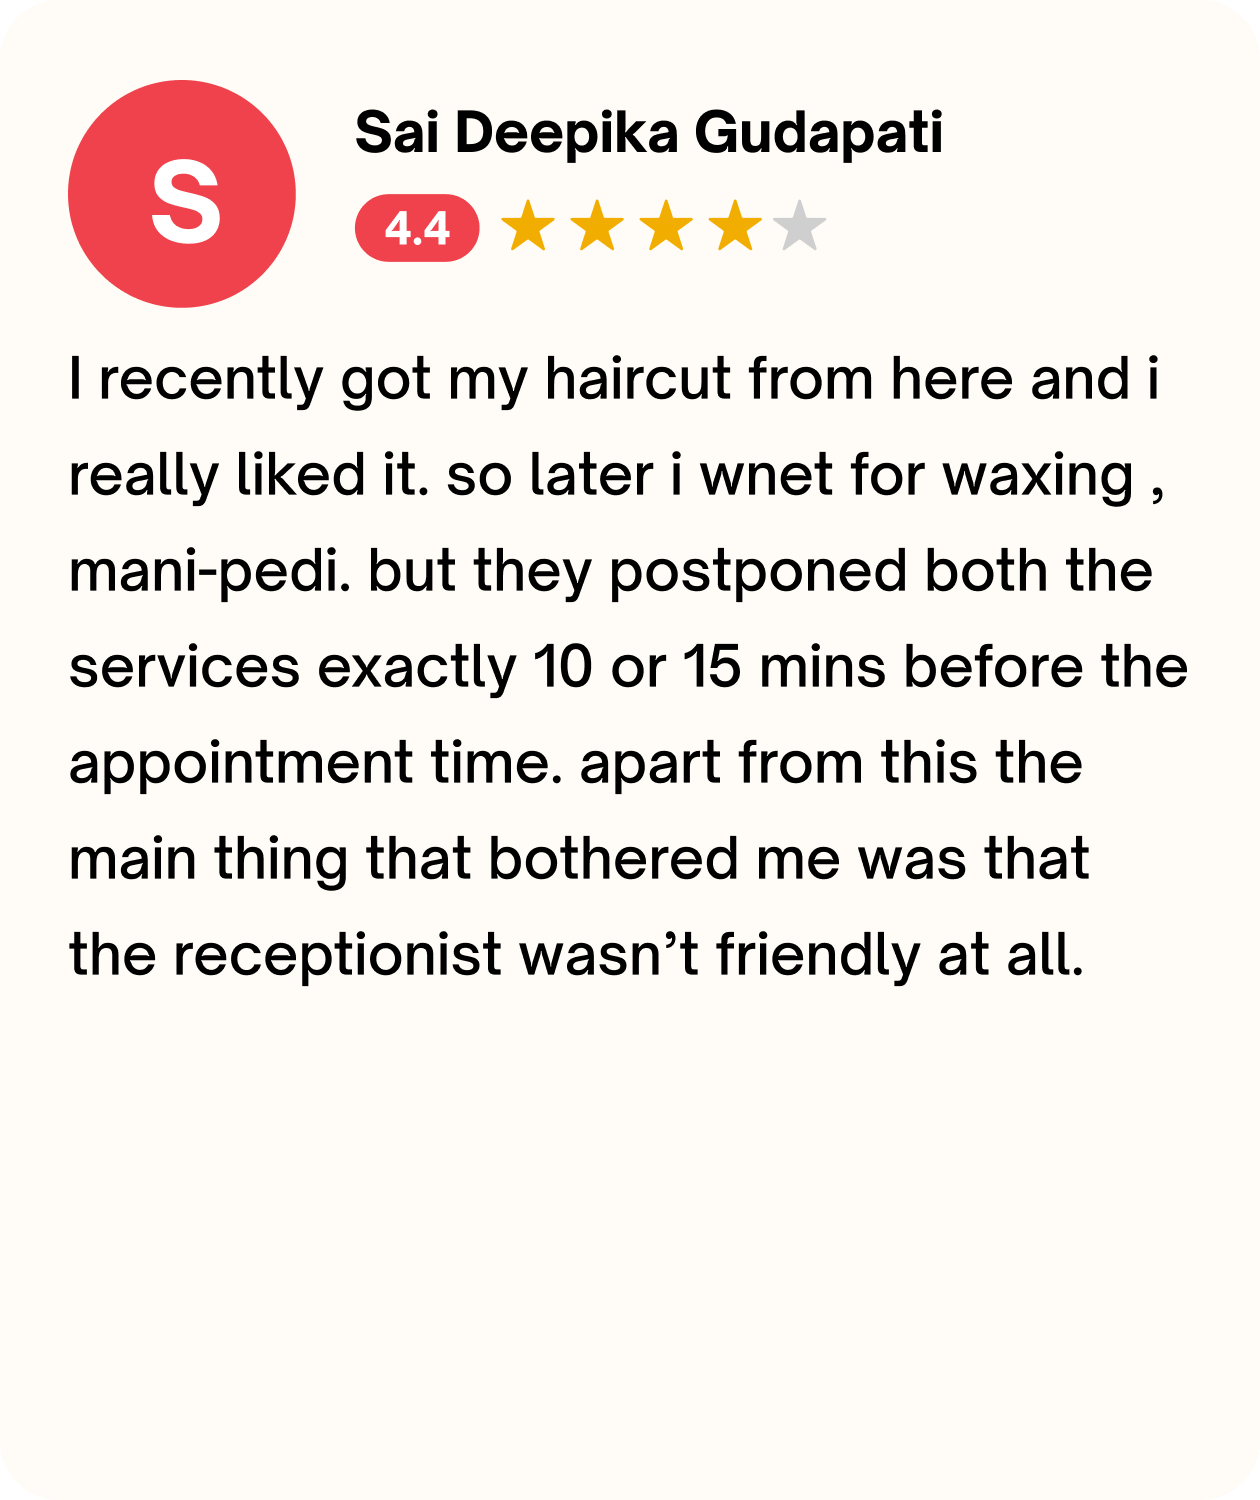 S
Sai Deepika Gudapati
4.4
I recently got my haircut from here and i
really liked it. so later i wnet for waxing ,
mani-pedi. but they postponed both the
services exactly 10 or 15 mins before the
appointment time. apart from this the
main thing that bothered me was that
the receptionist wasn’t friendly at all.